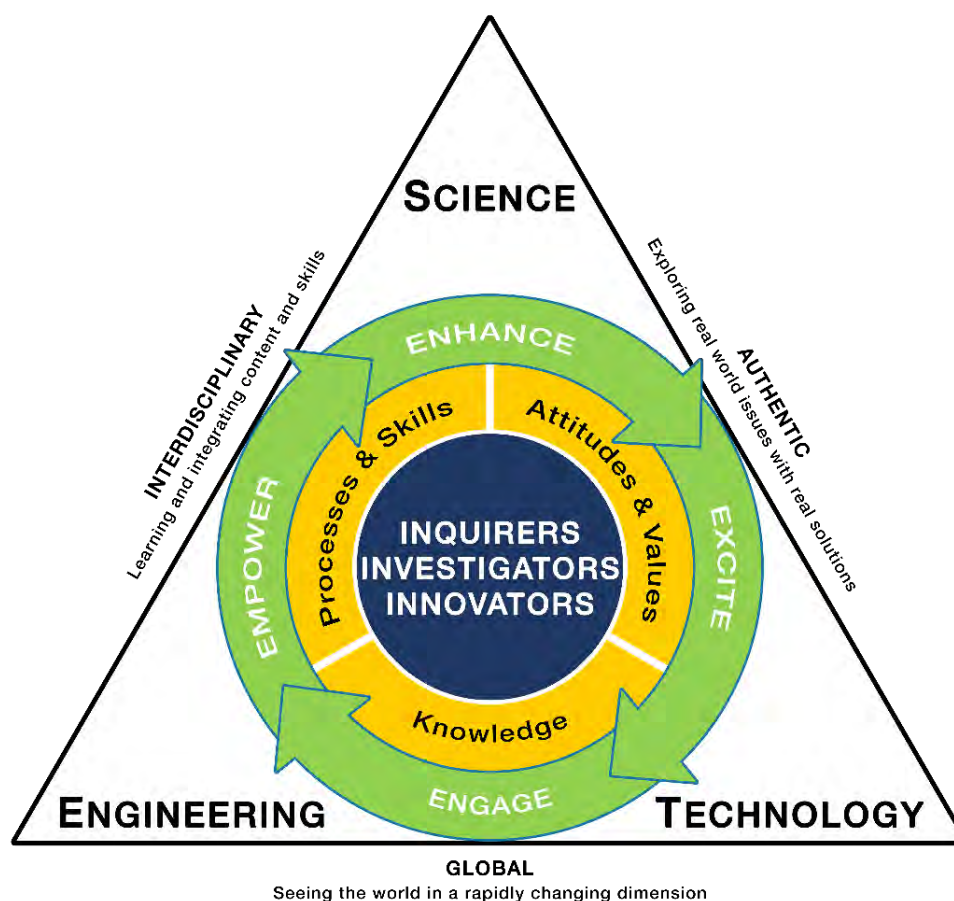 SCIENCE
INTERDISCIPLINARY
Learning and integrating content and skills
AUTHENTIC
Exploring real world issues with real solutions
ENHANCE
EXCITE
ENGAGE
EMPOWER
Processes & Skills
Attitudes & Values
Knowledge
INQUIRERS
INVESTIGATORS
INNOVATORS
ENGINEERING
TECHNOLOGY
GLOBAL
Seeing the world in a rapidly changing dimension